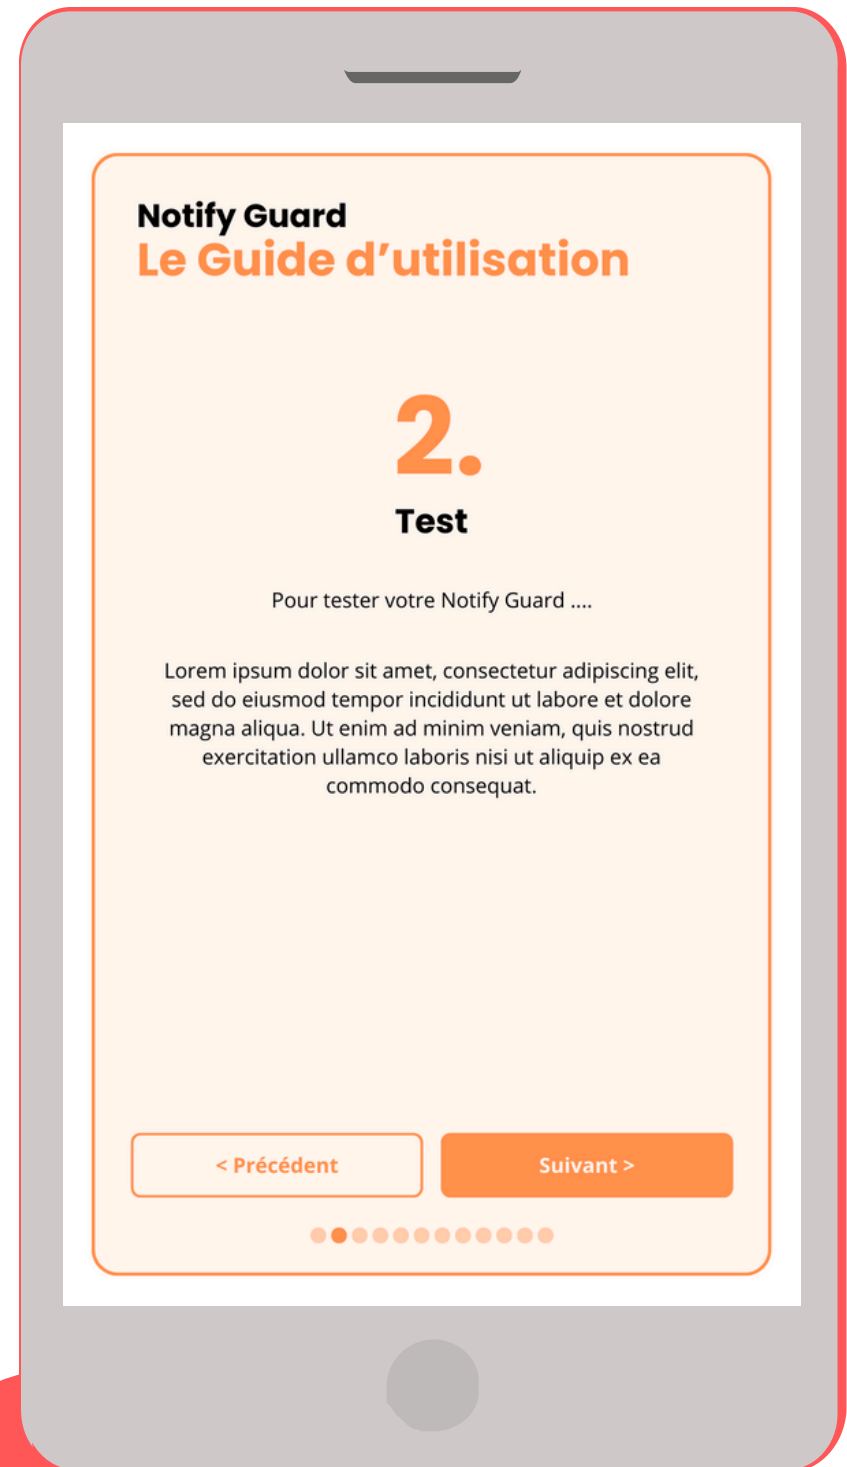 Notify Guard
Le Guide d’utilisation
2.
Test
Pour tester votre Notify Guard ....
Lorem ipsum dolor sit amet, consectetur adipiscing elit,
sed do eiusmod tempor incididunt ut labore et dolore
magna aliqua. Ut enim ad minim veniam, quis nostrud
exercitation ullamco laboris nisi ut aliquip ex ea
commodo consequat.
< Précédent
Suivant >